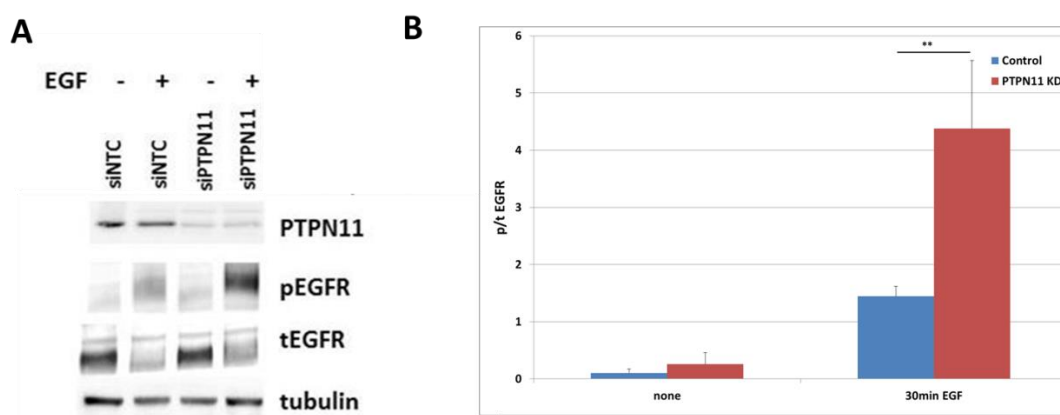 A
EGF - + - +
siNTC siNTC siPTPN11 siPTPN11
PTPN11
pEGFR
tEGFR
tubulin
B
6
5
4
3
2
1
0
p/t EGFR
**
Control
PTPN11 KD
none 30min EGF